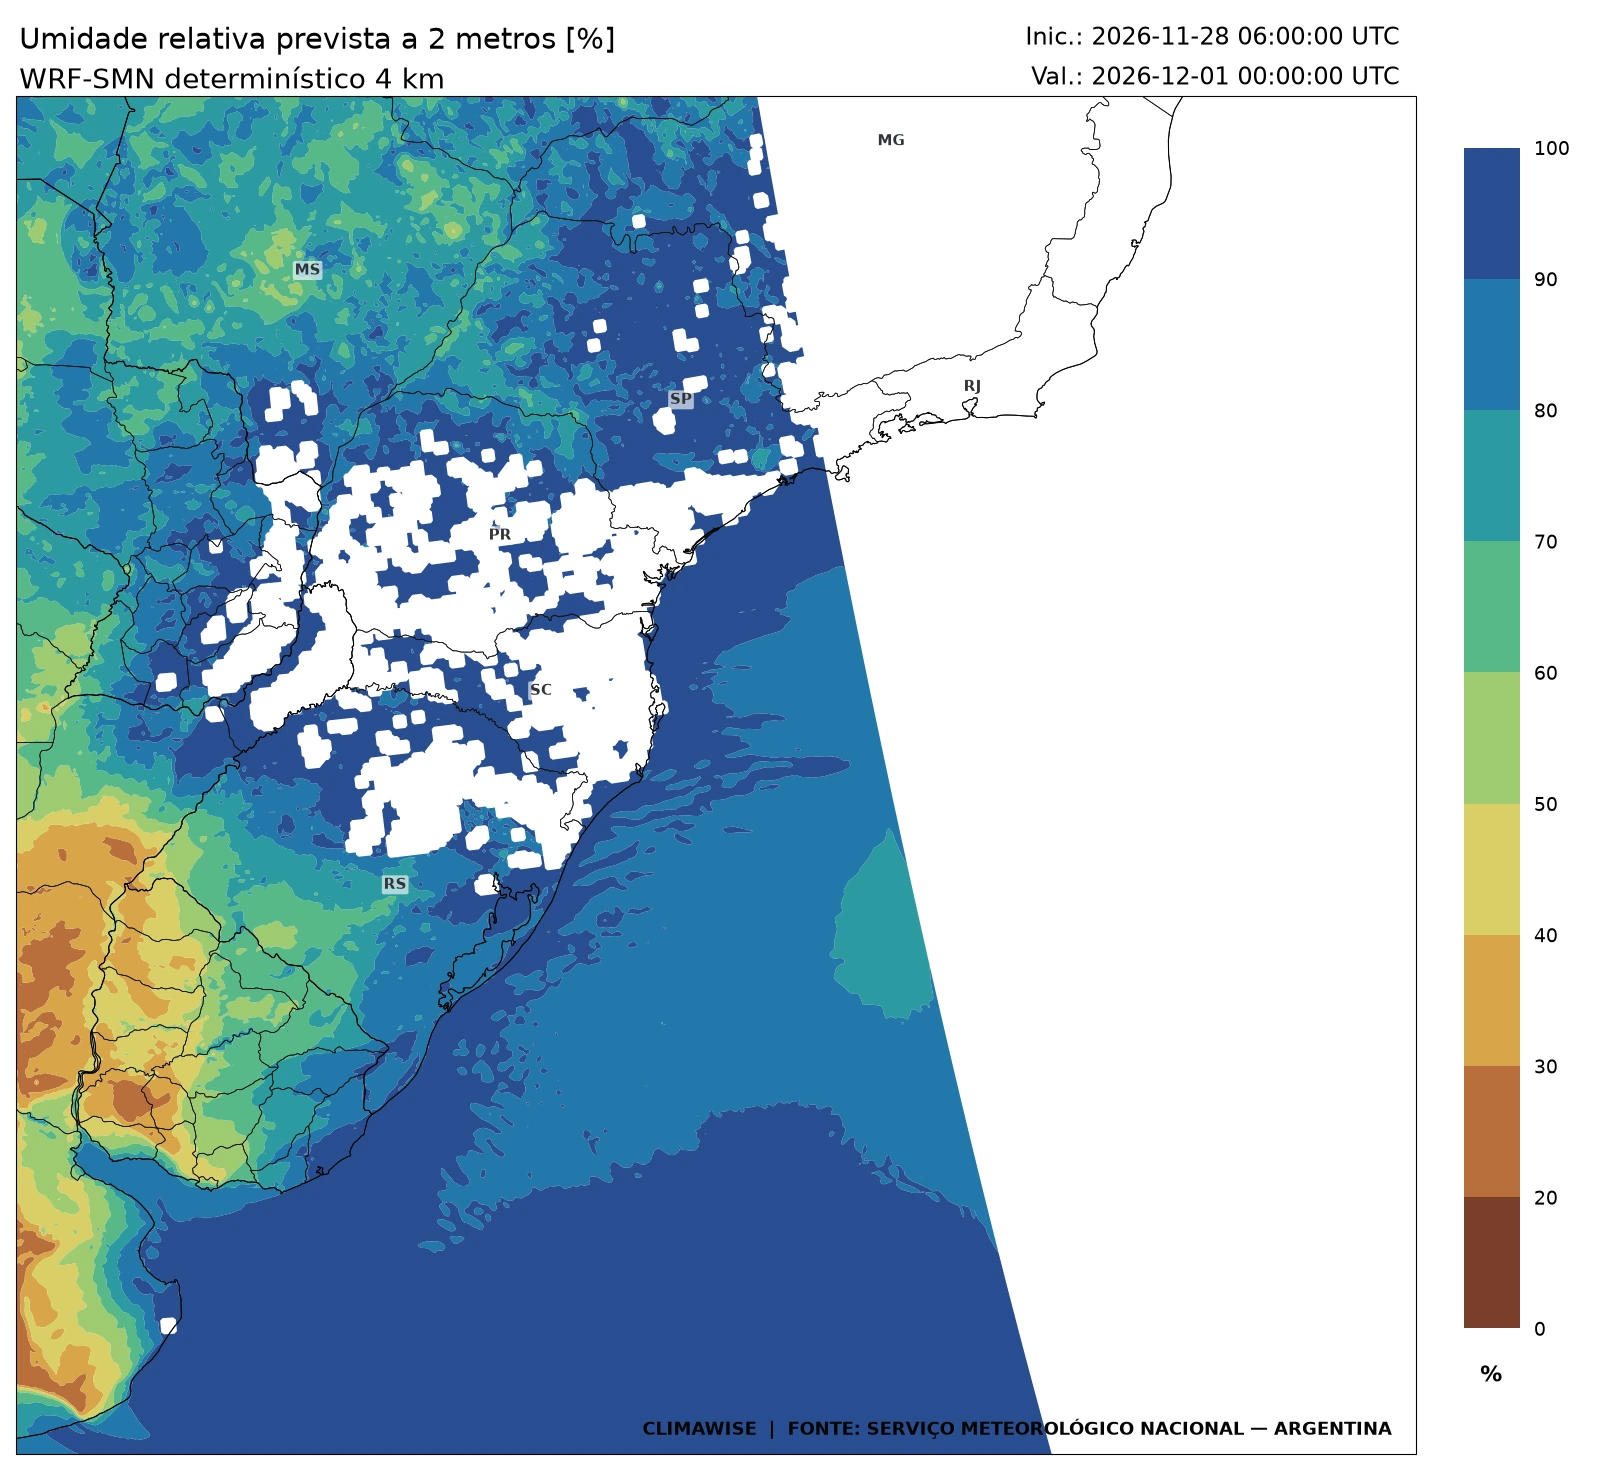 Umidade relativa prevista a 2 metros [%]
WRF-SMN determinístico 4 km
Inic.: 2026-11-28 06:00:00 UTC
Val.: 2026-12-01 00:00:00 UTC
MG
MS
RJ
SP
PR
SC
RS
100
90
80
70
60
50
40
30
20
0
%
CLIMAWISE | FONTE: SERVIÇO METEOROLÓGICO NACIONAL — ARGENTINA